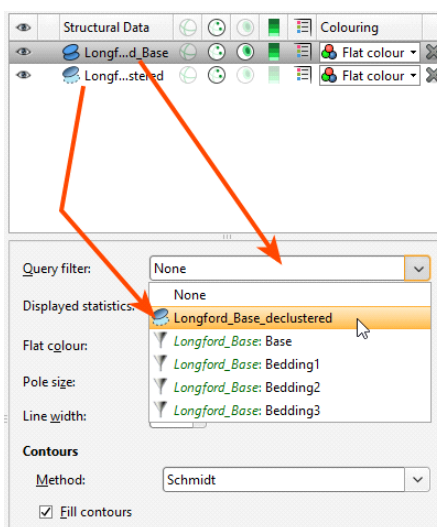 Structural Data Colouring
Longf...d_Base Flat colour
Longf...stered Flat colour
Query filter: None
None
Displayed statistics:
Longford_Base_declustered
Flat colour:
Longford_Base: Base
Longford_Base: Bedding1
Pole size:
Longford_Base: Bedding2
Line width:
Longford_Base: Bedding3
Contours
Method: Schmidt
Fill contours